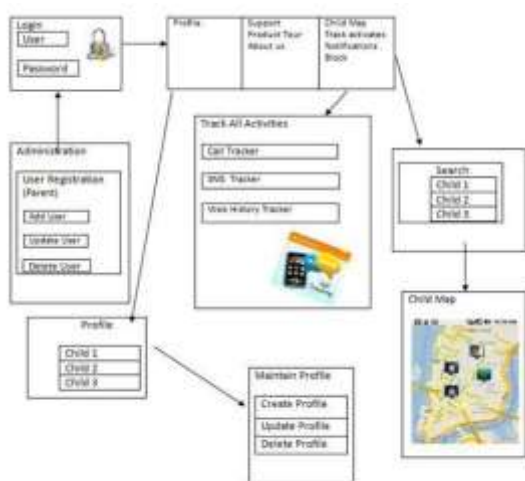 Login
User
Password
Profile
Support
Product Tour
About us
Child Map
Track activates
Notifications
Block
Track All Activities
Call Tracker
SMS Tracker
View History Tracker
Administration
User Registration
(Parent)
Add User
Update User
Delete User
Search
Child 1
Child 2
Child 3
Profile
Child 1
Child 2
Child 3
Maintain Profile
Create Profile
Update Profile
Delete Profile
Child Map